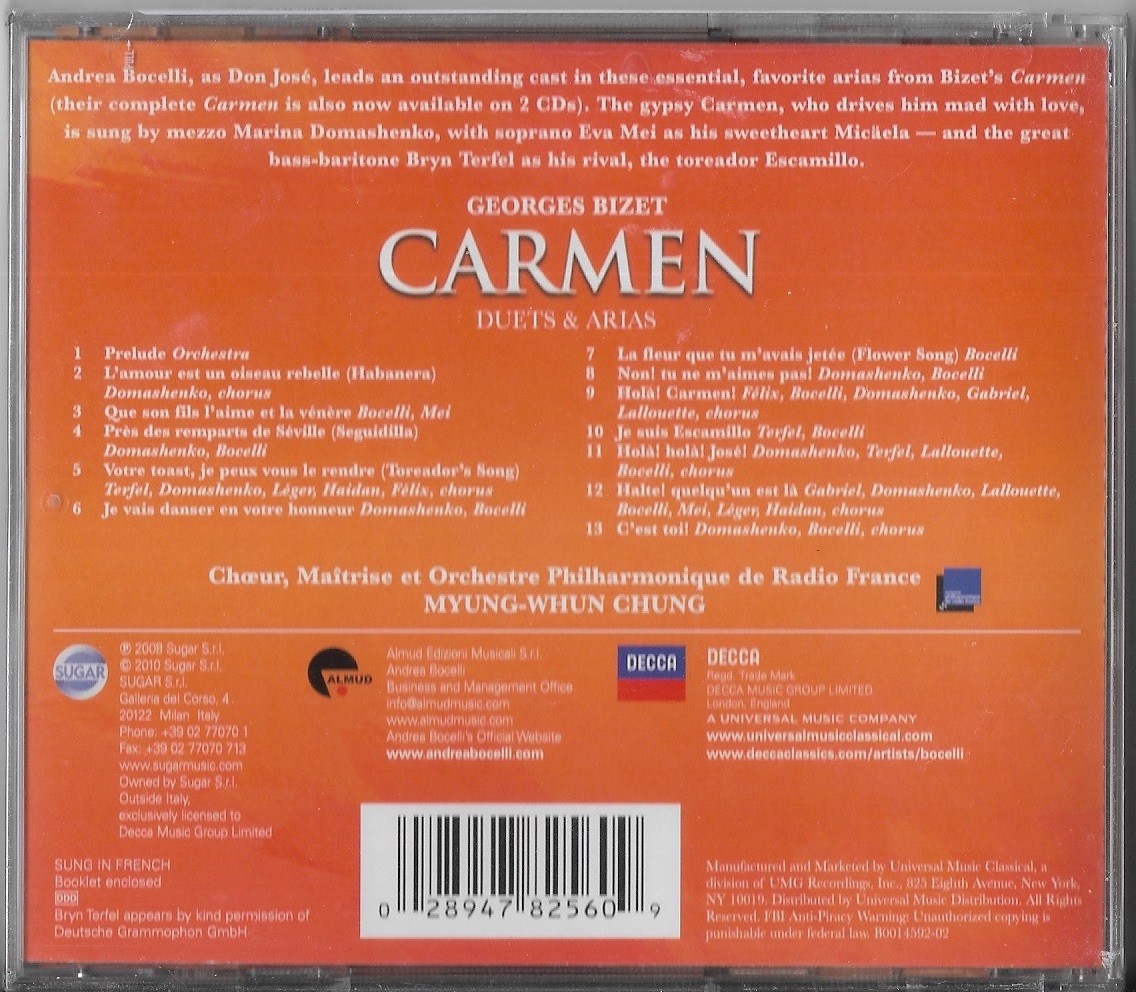 Andrea Bocelli, as Don José, leads an outstanding cast in these essential, favorite arias from Bizet's Carmen
(their complete Carmen is also now available on 2 CDs). The gypsy Carmen, who drives him mad with love,
is sung by mezzo Marina Domashenko, with soprano Eva Mei as his sweetheart Micäela — and the great
bass-baritone Bryn Terfel as his rival, the toreador Escamillo.
GEORGES BIZET
CARMEN
DUETS & ARIAS
1 Prelude Orchestra
2 L'amour est un oiseau rebelle (Habanera)
Domashenko, chorus
3 Que son fils l'aime et la vénère Bocelli, Mei
4 Près des remparts de Séville (Seguidilla)
Domashenko, Bocelli
5 Votre toast, je peux vous le rendre (Toreador's Song)
Terfel, Domashenko, Léger, Haidan, Félix, chorus
6 Je vais danser en votre honneur Domashenko, Bocelli
7 La fleur que tu m'avais jetée (Flower Song) Bocelli
8 Non! tu ne m'aimes pas! Domashenko, Bocelli
9 Holà! Carmen! Félix, Bocelli, Domashenko, Gabriel,
Lallouette, chorus
10 Je suis Escamillo Terfel, Bocelli
11 Holà! holà! José! Domashenko, Terfel, Lallouette,
Bocelli, chorus
12 Halte! quelqu'un est là Gabriel, Domashenko, Lallouette,
Bocelli, Mei, Léger, Haidan, chorus
13 C'est toi! Domashenko, Bocelli, chorus
Chœur, Maîtrise et Orchestre Philharmonique de Radio France
MYUNG-WHUN CHUNG
SUGAR
℗ 2008 Sugar S.r.l.
© 2010 Sugar S.r.l.
SUGAR S.r.l.
Galleria del Corso, 4
20122 Milan Italy
Phone: +39 02 77070 1
Fax: +39 02 77070 713
www.sugarmusic.com
Owned by Sugar S.r.l.
Outside Italy,
exclusively licensed to
Decca Music Group Limited
ALMUD
Almud Edizioni Musicali S.r.l.
Andrea Bocelli
Business and Management Office
info@almudmusic.com
www.almudmusic.com
Andrea Bocelli's Official Website
www.andreabocelli.com
DECCA
DECCA
Regd. Trade Mark
DECCA MUSIC GROUP LIMITED
London, England
A UNIVERSAL MUSIC COMPANY
www.universalmusicclassical.com
www.deccaclassics.com/artists/bocelli
SUNG IN FRENCH
Booklet enclosed
DDD
Bryn Terfel appears by kind permission of
Deutsche Grammophon GmbH
0 28947 82560 9
Manufactured and Marketed by Universal Music Classical, a
division of UMG Recordings, Inc., 825 Eighth Avenue, New York,
NY 10019. Distributed by Universal Music Distribution. All Rights
Reserved. FBI Anti-Piracy Warning: Unauthorized copying is
punishable under federal law. B0014592-02